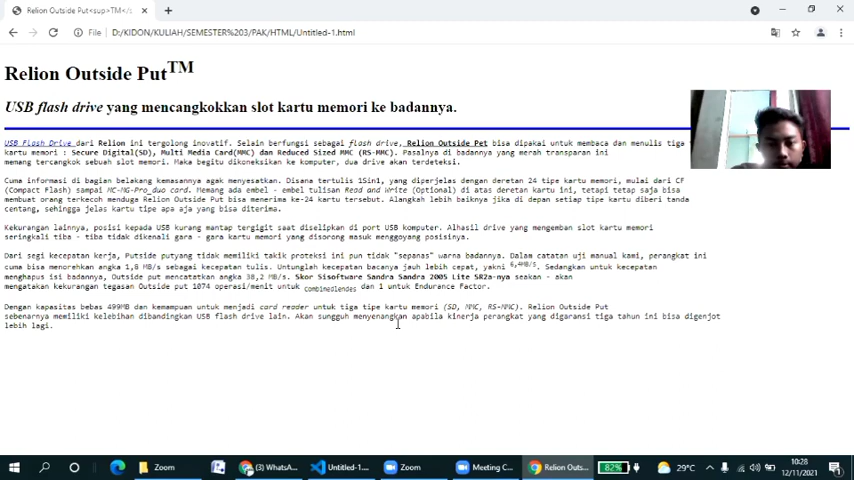 Relion Outside Put<sup>TM</s
File | D:/KIDON/KULIAH/SEMESTER%203/PAK/HTML/Untitled-1.html
Relion Outside PutTM
USB flash drive yang mencangkokkan slot kartu memori ke badannya.
USB Flash Drive dari Relion ini tergolong inovatif. Selain berfungsi sebagai flash drive, Relion Outside Pet bisa dipakai untuk membaca dan menulis tiga
kartu memori : Secure Digital(SD), Multi Media Card(MMC) dan Reduced Sized MMC (RS-MMC). Pasalnya di badannya yang merah transparan ini
memang tercangkok sebuah slot memori. Maka begitu dikoneksikan ke komputer, dua drive akan terdeteksi.
Cuma informasi di bagian belakang kemasannya agak menyesatkan. Disana tertulis 15in1, yang diperjelas dengan deretan 24 tipe kartu memori, mulai dari CF
(Compact Flash) sampai MC-MG-Pro_duo card. Memang ada embel - embel tulisan Read and Write (Optional) di atas deretan kartu ini, tetapi tetap saja bisa
membuat orang terkecoh menduga Relion Outside Put bisa menerima ke-24 kartu tersebut. Alangkah lebih baiknya jika di depan setiap tipe kartu diberi tanda
centang, sehingga jelas kartu tipe apa aja yang bisa diterima.
Kekurangan lainnya, posisi kepada USB kurang mantap tergigit saat diselipkan di port USB komputer. Alhasil drive yang mengemban slot kartu memori
seringkali tiba - tiba tidak dikenali gara - gara kartu memori yang disorong masuk menggoyang posisinya.
Dari segi kecepatan kerja, Putside putyang tidak memiliki takik proteksi ini pun tidak "sepanas" warna badannya. Dalam catatan uji manual kami, perangkat ini
cuma bisa menorehkan angka 1,8 MB/s sebagai kecepatan tulis. Untunglah kecepatan bacanya jauh lebih cepat, yakni 6,4MB/S. Sedangkan untuk kecepatan
menghapus isi badannya, Outside put mencatatkan angka 38,2 MB/s. Skor Sisoftware Sandra Sandra 2005 Lite SR2a-nya seakan - akan
mengatakan kekurangan tegasan Outside put 1074 operasi/menit untuk combinedlendes dan 1 untuk Endurance Factor.
Dengan kapasitas bebas 499MB dan kemampuan untuk menjadi card reader untuk tiga tipe kartu memori (SD, MMC, RS-MMC). Relion Outside Put
sebenarnya memiliki kelebihan dibandingkan USB flash drive lain. Akan sungguh menyenangkan apabila kinerja perangkat yang digaransi tiga tahun ini bisa digenjot
lebih lagi.
Zoom
(3) WhatsA...
Untitled-1....
Zoom
Meeting C...
Relion Outs...
82%
29°C
10:28
12/11/2021